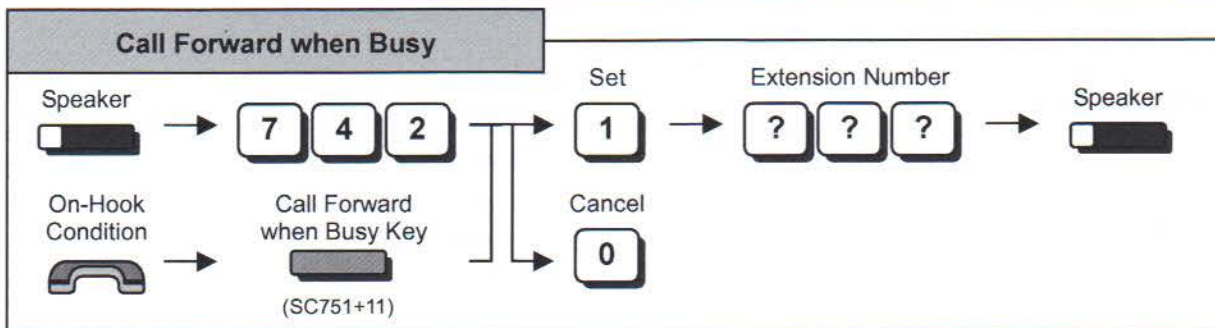 Call Forward when Busy
Speaker
7 4 2
Set
1
Extension Number
? ? ?
Speaker
On-Hook
Condition
Call Forward
when Busy Key
(SC751+11)
Cancel
0